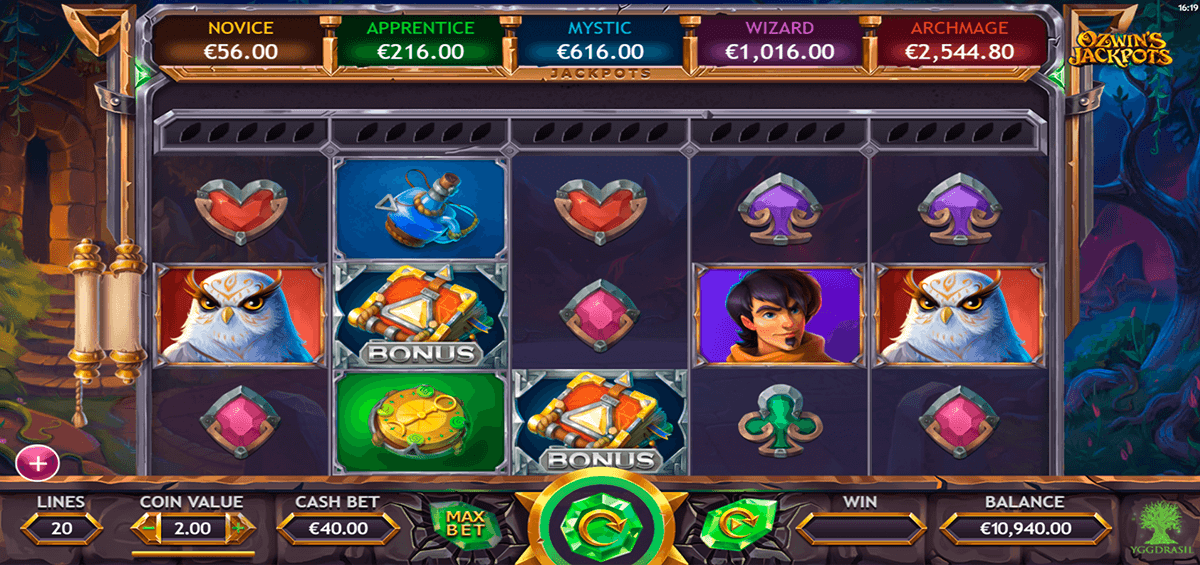 16:19
NOVICE
€56.00
APPRENTICE
€216.00
MYSTIC
€616.00
WIZARD
€1,016.00
ARCHMAGE
€2,544.80
OZWIN'S
JACKPOTS
JACKPOTS
BONUS
BONUS
+
LINES
20
COIN VALUE
- 2.00 +
CASH BET
€40.00
MAX
BET
WIN
BALANCE
€10,940.00
YGGDRASIL